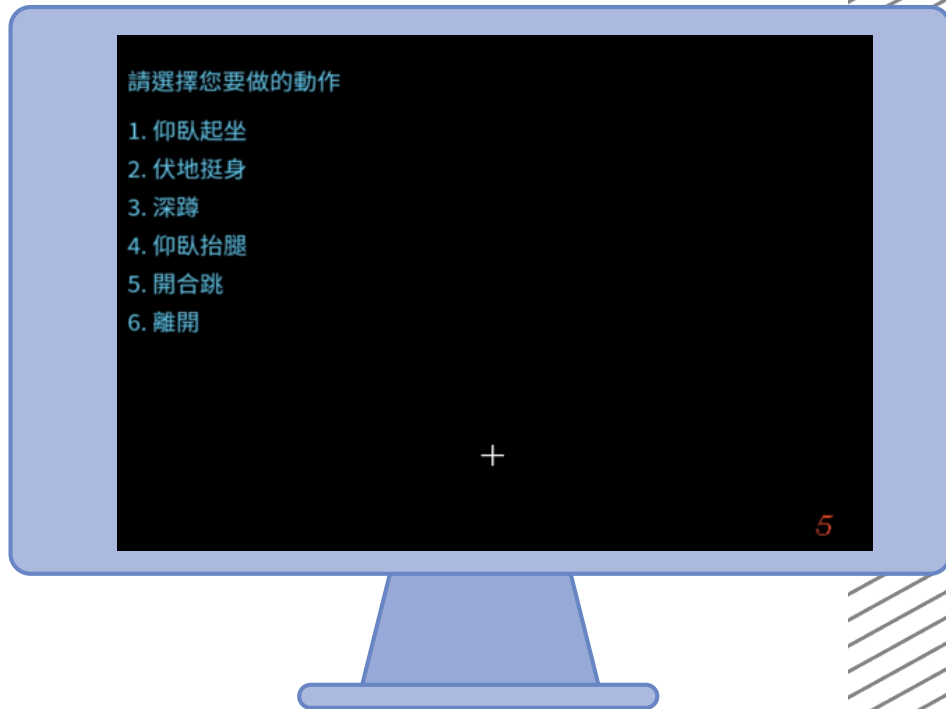 請選擇您要做的動作
1. 仰臥起坐
2. 伏地挺身
3. 深蹲
4. 仰臥抬腿
5. 開合跳
6. 離開
5